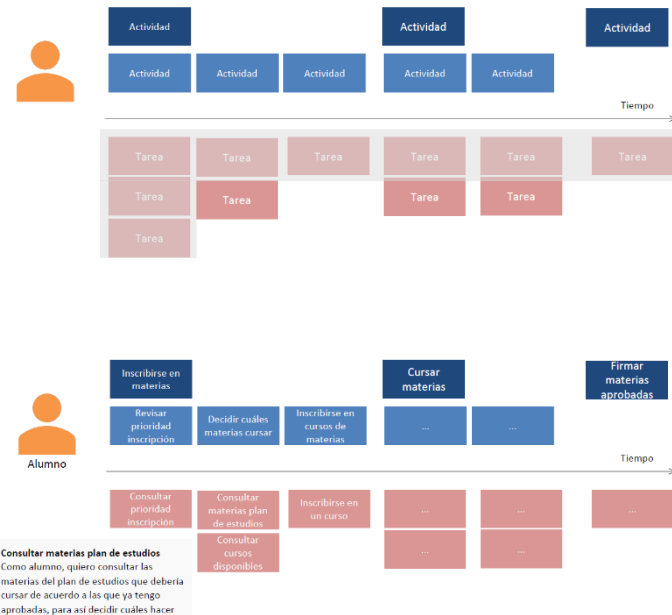 Actividad
Actividad
Actividad
Actividad
Actividad
Actividad
Actividad
Actividad
Tiempo
Tarea
Tarea
Tarea
Tarea
Tarea
Tarea
Tarea
Tarea
Tarea
Tarea
Tarea
Inscribirse en
materias
Cursar
materias
Firmar
materias
aprobadas
Revisar
prioridad
inscripción
Decidir cuáles
materias cursar
Inscribirse en
cursos de
materias
...
...
Alumno
Tiempo
Consultar
prioridad
inscripción
Consultar
materias plan
de estudios
Inscribirse en
un curso
...
...
...
Consultar
cursos
disponibles
...
...
Consultar materias plan de estudios
Como alumno, quiero consultar las
materias del plan de estudios que debería
cursar de acuerdo a las que ya tengo
aprobadas, para así decidir cuáles hacer